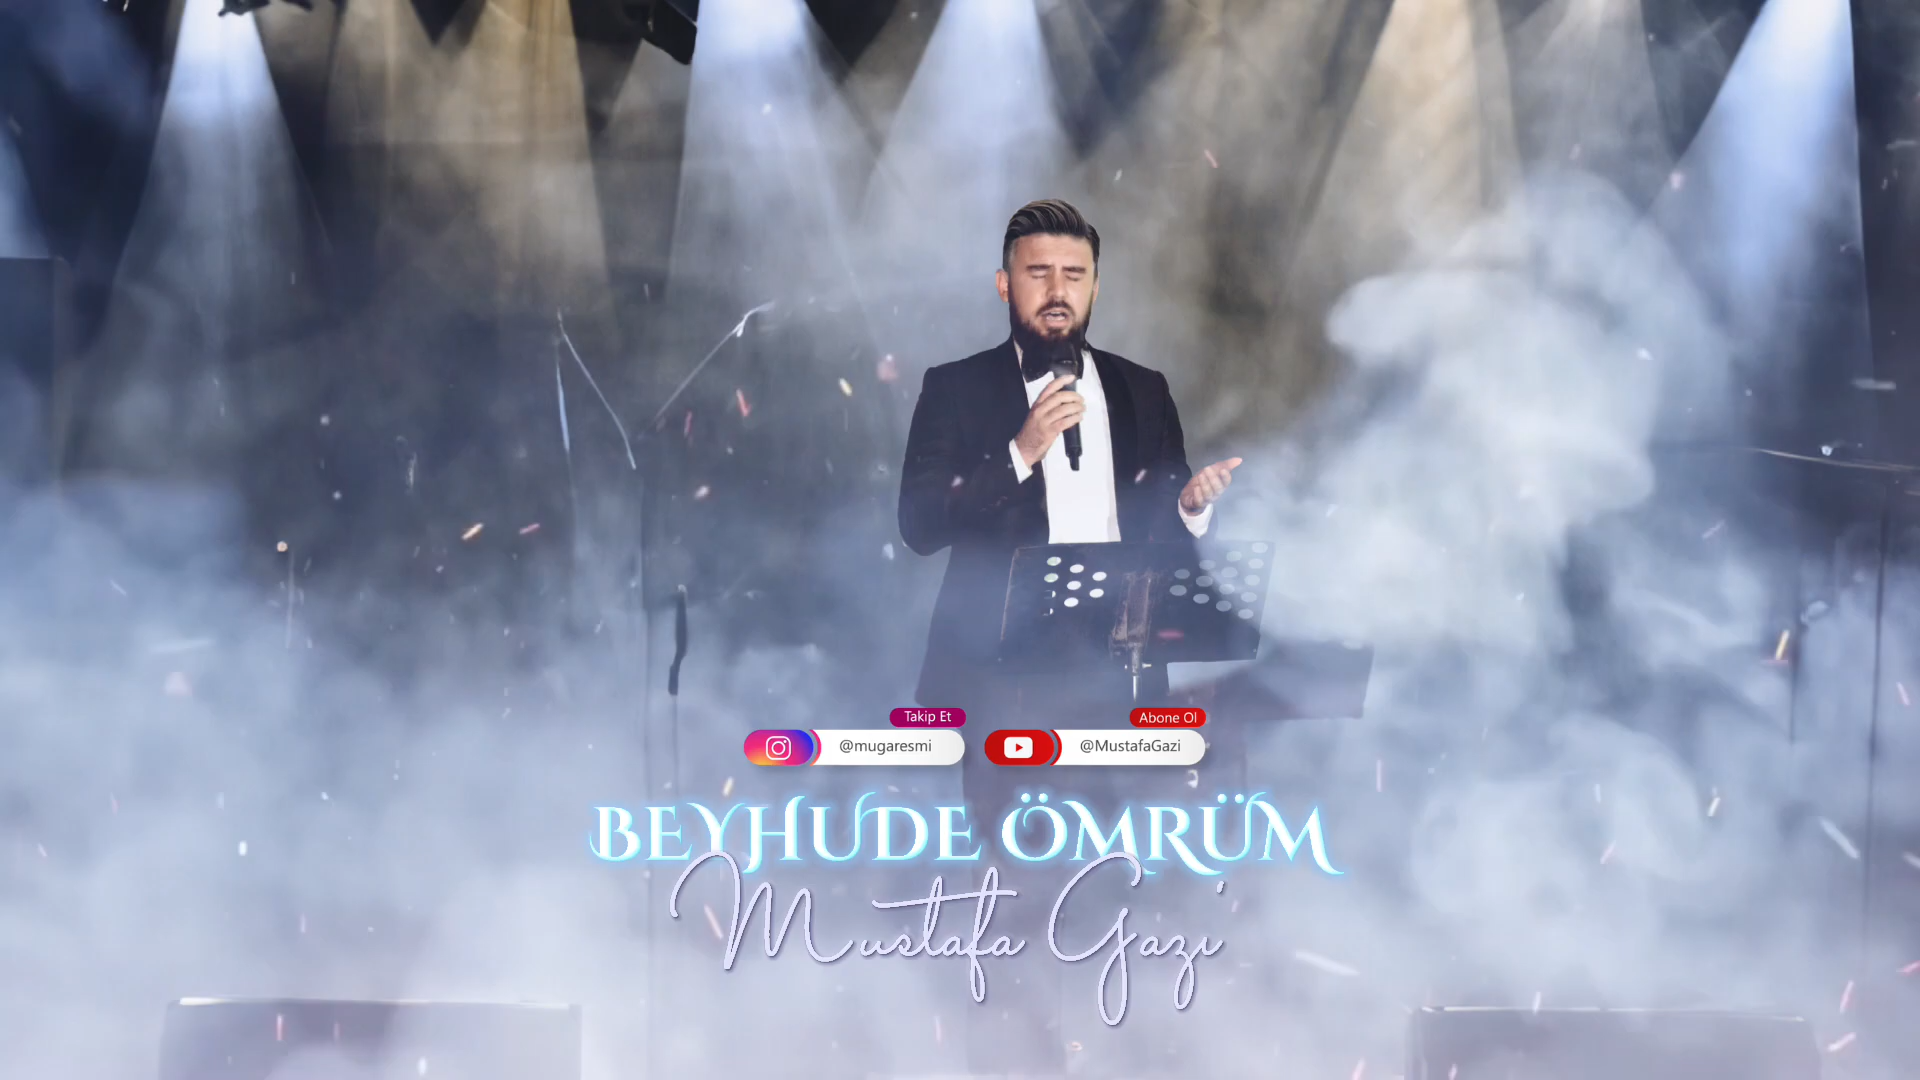 Takip Et
Abone Ol
@mugaresmi
@MustafaGazi
BEYHUDE ÖMRÜM
Mustafa Gazi